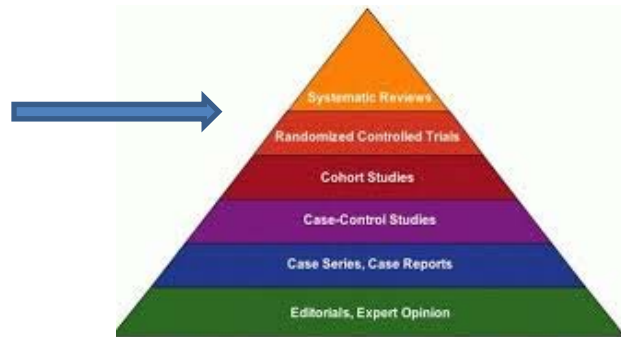 Systematic Reviews
Randomized Controlled Trials
Cohort Studies
Case-Control Studies
Case Series, Case Reports
Editorials, Expert Opinion